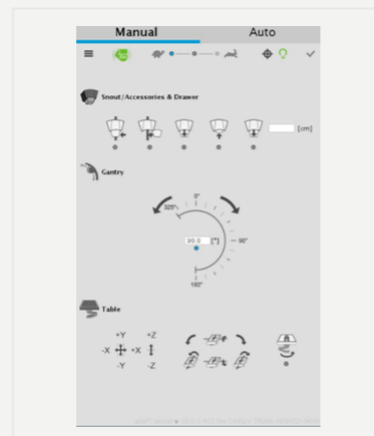 Manual Auto
Snout/Accessories & Drawer
[cm]
Gantry
0°
325°
90.0 [°]
90°
180°
Table
+Y +Z
-X +X
-Y -Z